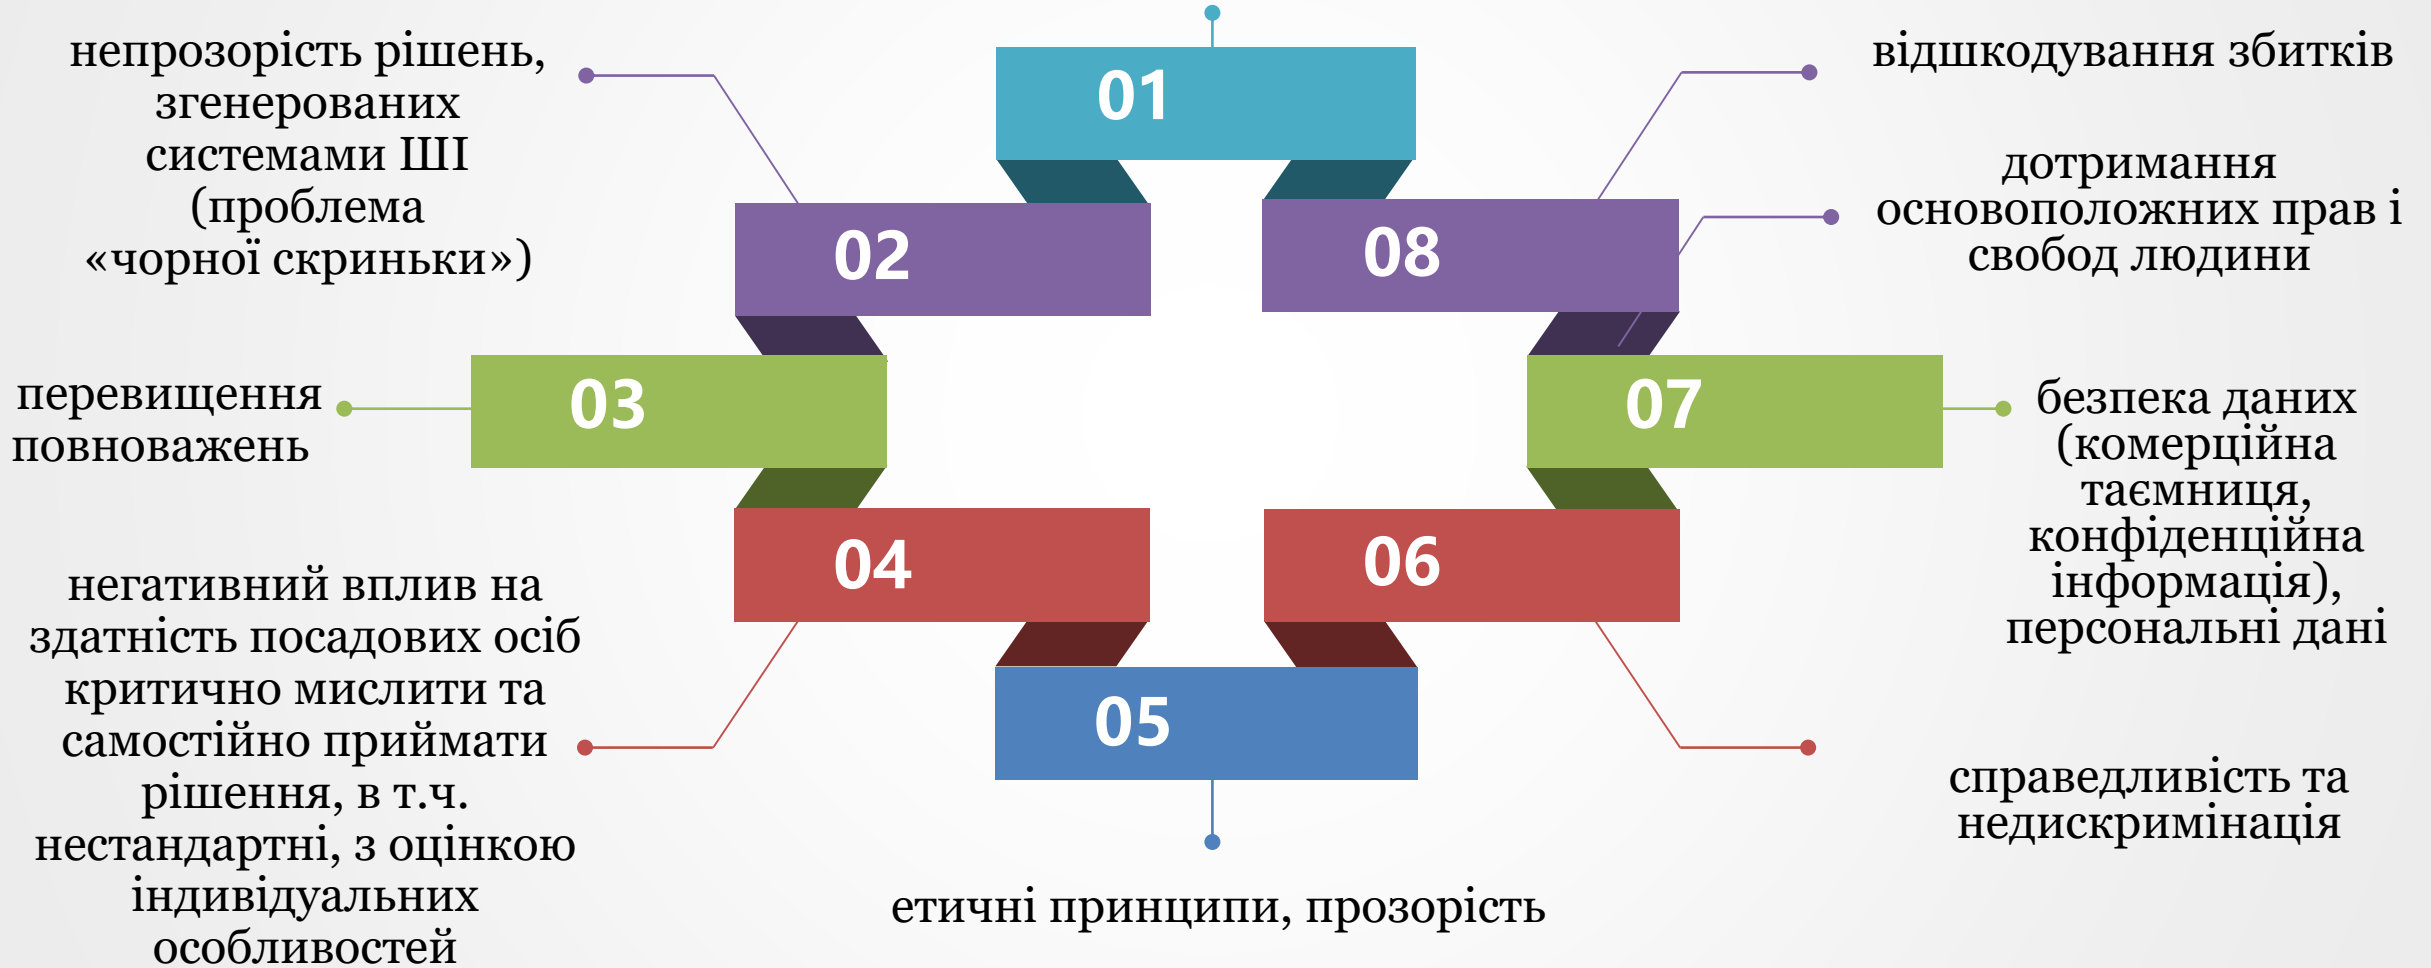 01
непрозорість рішень,
згенерованих
системами ШІ
(проблема
«чорної скриньки»)
02
перевищення
повноважень
03
негативний вплив на
здатність посадових осіб
критично мислити та
самостійно приймати
рішення, в т.ч.
нестандартні, з оцінкою
індивідуальних
особливостей
04
05
етичні принципи, прозорість
06
справедливість та
недискримінація
07
безпека даних
(комерційна
таємниця,
конфіденційна
інформація),
персональні дані
08
відшкодування збитків
дотримання
основоположних прав і
свобод людини